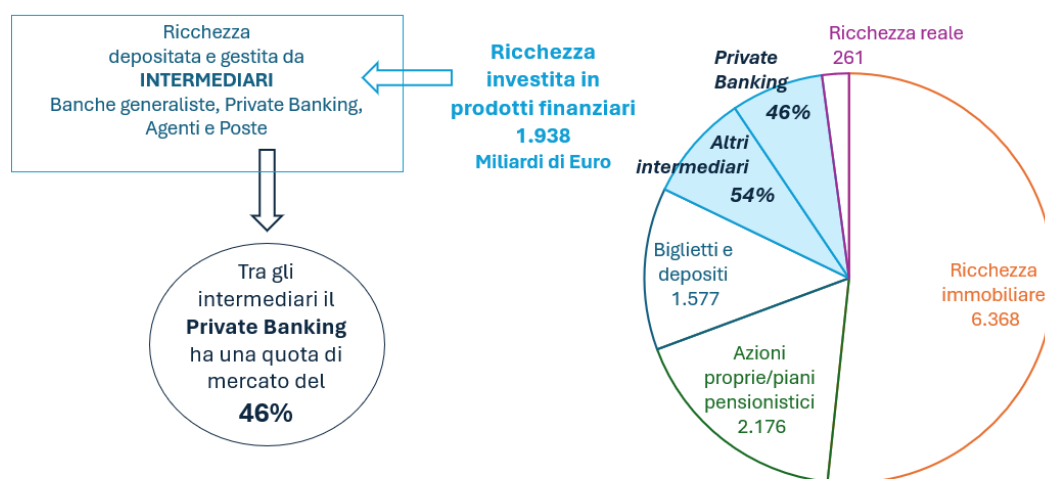 Ricchezza
depositata e gestita da
INTERMEDIARI
Banche generaliste, Private Banking,
Agenti e Poste
Ricchezza
investita in
prodotti finanziari
1.938
Miliardi di Euro
Tra gli
intermediari il
Private Banking
ha una quota di
mercato del
46%
Ricchezza reale
261
Private
Banking
46%
Altri
intermediari
54%
Biglietti e
depositi
1.577
Azioni
proprie/piani
pensionistici
2.176
Ricchezza
immobiliare
6.368